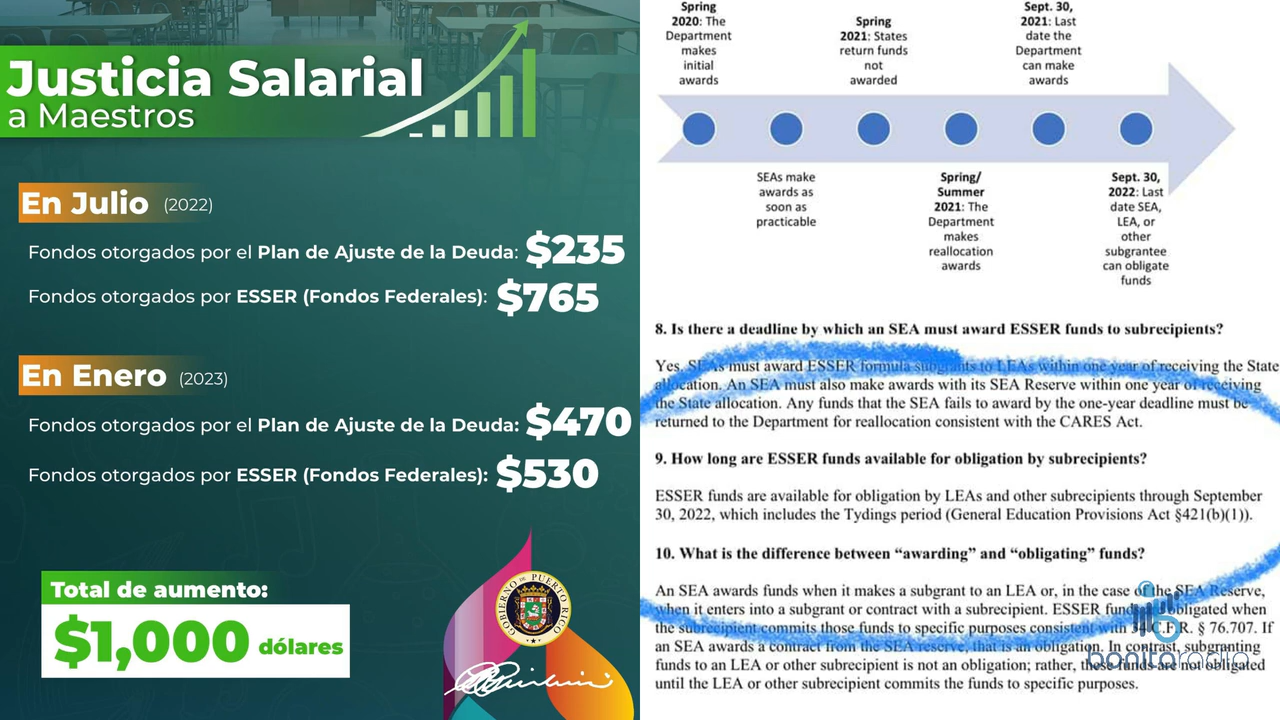 Justicia Salarial
a Maestros
En Julio (2022)
Fondos otorgados por el Plan de Ajuste de la Deuda: $235
Fondos otorgados por ESSER (Fondos Federales): $765
En Enero (2023)
Fondos otorgados por el Plan de Ajuste de la Deuda: $470
Fondos otorgados por ESSER (Fondos Federales): $530
Total de aumento:
$1,000 dólares
GOBIERNO DE PUERTO RICO
Spring
2020: The
Department
makes
initial
awards
Spring
2021: States
return funds
not
awarded
Sept. 30,
2021: Last
date the
Department
can make
awards
SEAs make
awards as
soon as
practicable
Spring/
Summer
2021: The
Department
makes
reallocation
awards
Sept. 30,
2022: Last
date SEA,
LEA, or
other
subgrantee
can obligate
funds
8. Is there a deadline by which an SEA must award ESSER funds to subrecipients?
Yes. SEAs must award ESSER formula subgrants to LEAs within one year of receiving the State
allocation. An SEA must also make awards with its SEA Reserve within one year of receiving
the State allocation. Any funds that the SEA fails to award by the one-year deadline must be
returned to the Department for reallocation consistent with the CARES Act.
9. How long are ESSER funds available for obligation by subrecipients?
ESSER funds are available for obligation by LEAs and other subrecipients through September
30, 2022, which includes the Tydings period (General Education Provisions Act §421(b)(1)).
10. What is the difference between “awarding” and “obligating” funds?
An SEA awards funds when it makes a subgrant to an LEA or, in the case of the SEA Reserve,
when it enters into a subgrant or contract with a subrecipient. ESSER funds are obligated when
the subrecipient commits those funds to specific purposes consistent with 34 C.F.R. § 76.707. If
an SEA awards a contract from the SEA reserve, that is an obligation. In contrast, subgranting
funds to an LEA or other subrecipient is not an obligation; rather, these funds are not obligated
until the LEA or other subrecipient commits the funds to specific purposes.
bonita radio